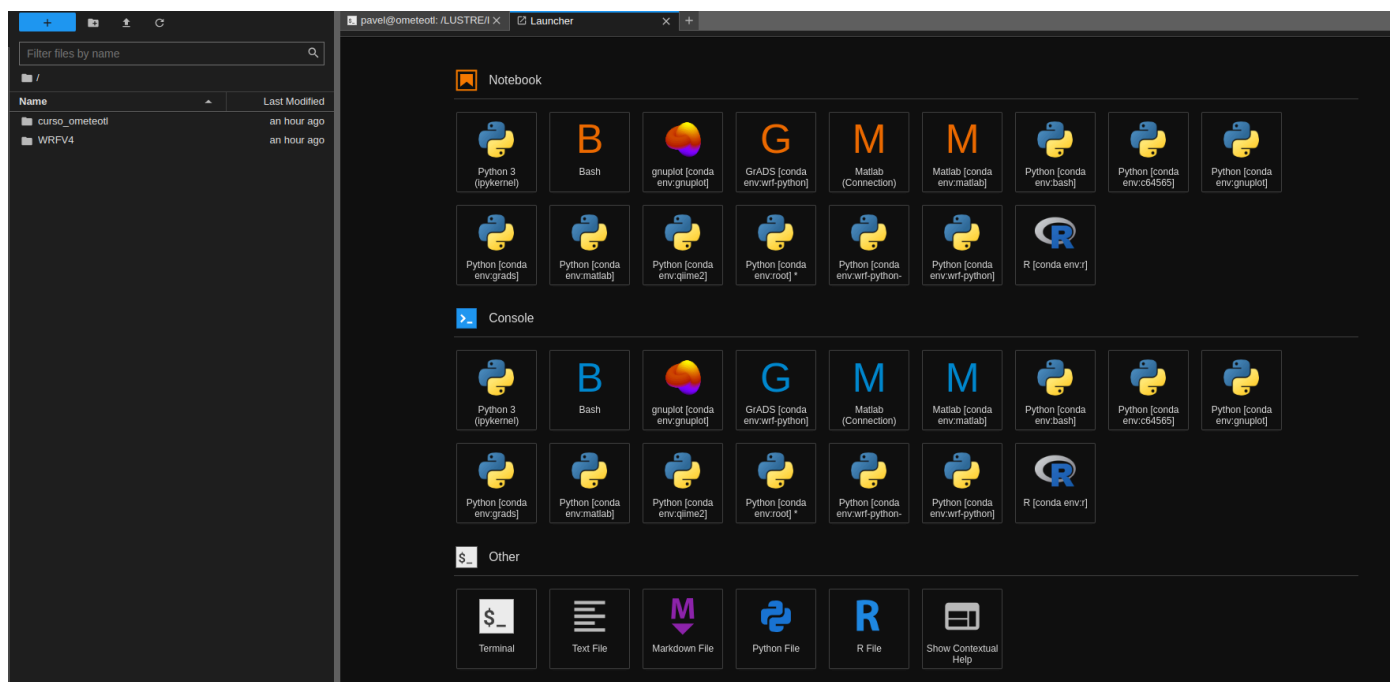 +
pavel@ometeotl: /LUSTRE/I
Launcher
+
Filter files by name
/
Name
Last Modified
curso_ometeotl
an hour ago
WRFV4
an hour ago
Notebook
Python 3
(ipykernel)
B
Bash
gnuplot [conda
env:gnuplot]
G
GrADS [conda
env:wrf-python]
M
Matlab
(Connection)
M
Matlab [conda
env:matlab]
Python [conda
env:bash]
Python [conda
env:c64565]
Python [conda
env:gnuplot]
Python [conda
env:grads]
Python [conda
env:matlab]
Python [conda
env:qiime2]
Python [conda
env:root] *
Python [conda
env:wrf-python-
Python [conda
env:wrf-python]
R
R [conda env:r]
Console
Python 3
(ipykernel)
B
Bash
gnuplot [conda
env:gnuplot]
G
GrADS [conda
env:wrf-python]
M
Matlab
(Connection)
M
Matlab [conda
env:matlab]
Python [conda
env:bash]
Python [conda
env:c64565]
Python [conda
env:gnuplot]
Python [conda
env:grads]
Python [conda
env:matlab]
Python [conda
env:qiime2]
Python [conda
env:root] *
Python [conda
env:wrf-python-
Python [conda
env:wrf-python]
R
R [conda env:r]
$_
Other
$_
Terminal
Text File
M
Markdown File
Python File
R
R File
Show Contextual
Help